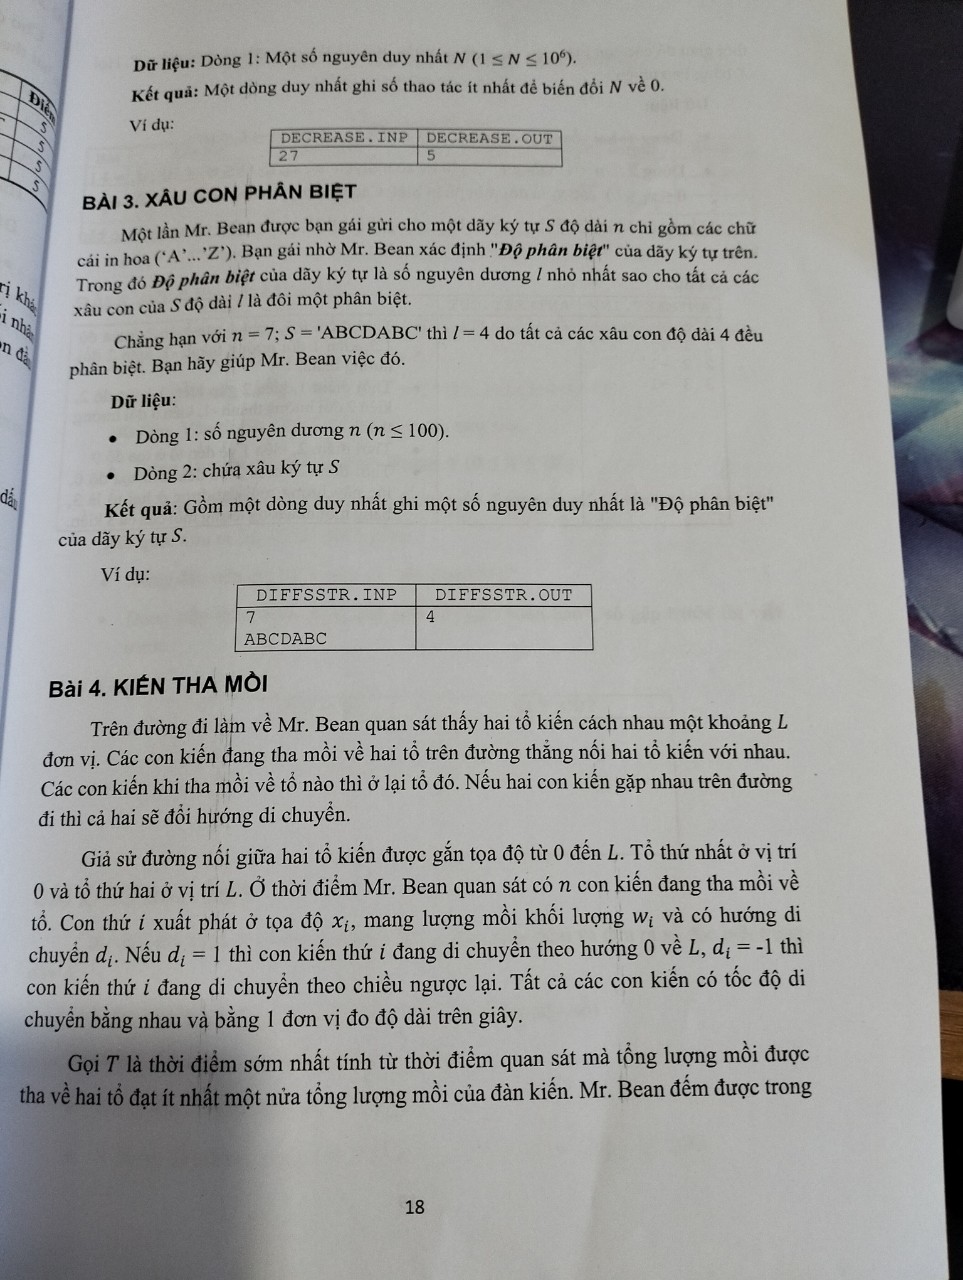 Dữ liệu: Dòng 1: Một số nguyên duy nhất N (1 ≤ N ≤ 10⁶).
Kết quả: Một dòng duy nhất ghi số thao tác ít nhất để biến đổi N về 0.
Ví dụ:
DECREASE.INP DECREASE.OUT
27 5
BÀI 3. XÂU CON PHÂN BIỆT
Một lần Mr. Bean được bạn gái gửi cho một dãy ký tự S độ dài n chỉ gồm các chữ
cái in hoa (‘A’...’Z’). Bạn gái nhờ Mr. Bean xác định "Độ phân biệt" của dãy ký tự trên.
Trong đó Độ phân biệt của dãy ký tự là số nguyên dương l nhỏ nhất sao cho tất cả các
xâu con của S độ dài l là đôi một phân biệt.
Chẳng hạn với n = 7; S = 'ABCDABC' thì l = 4 do tất cả các xâu con độ dài 4 đều
phân biệt. Bạn hãy giúp Mr. Bean việc đó.
Dữ liệu:
• Dòng 1: số nguyên dương n (n ≤ 100).
• Dòng 2: chứa xâu ký tự S
Kết quả: Gồm một dòng duy nhất ghi một số nguyên duy nhất là "Độ phân biệt"
của dãy ký tự S.
Ví dụ:
DIFFSSTR.INP DIFFSSTR.OUT
7 4
ABCDABC
Bài 4. KIẾN THA MỒI
Trên đường đi làm về Mr. Bean quan sát thấy hai tổ kiến cách nhau một khoảng L
đơn vị. Các con kiến đang tha mồi về hai tổ trên đường thẳng nối hai tổ kiến với nhau.
Các con kiến khi tha mồi về tổ nào thì ở lại tổ đó. Nếu hai con kiến gặp nhau trên đường
đi thì cả hai sẽ đổi hướng di chuyển.
Giả sử đường nối giữa hai tổ kiến được gắn tọa độ từ 0 đến L. Tổ thứ nhất ở vị trí
0 và tổ thứ hai ở vị trí L. Ở thời điểm Mr. Bean quan sát có n con kiến đang tha mồi về
tổ. Con thứ i xuất phát ở tọa độ xᵢ, mang lượng mồi khối lượng wᵢ và có hướng di
chuyển dᵢ. Nếu dᵢ = 1 thì con kiến thứ i đang di chuyển theo hướng 0 về L, dᵢ = -1 thì
con kiến thứ i đang di chuyển theo chiều ngược lại. Tất cả các con kiến có tốc độ di
chuyển bằng nhau và bằng 1 đơn vị đo độ dài trên giây.
Gọi T là thời điểm sớm nhất tính từ thời điểm quan sát mà tổng lượng mồi được
tha về hai tổ đạt ít nhất một nửa tổng lượng mồi của đàn kiến. Mr. Bean đếm được trong
18
Điểm
5
5
5
5